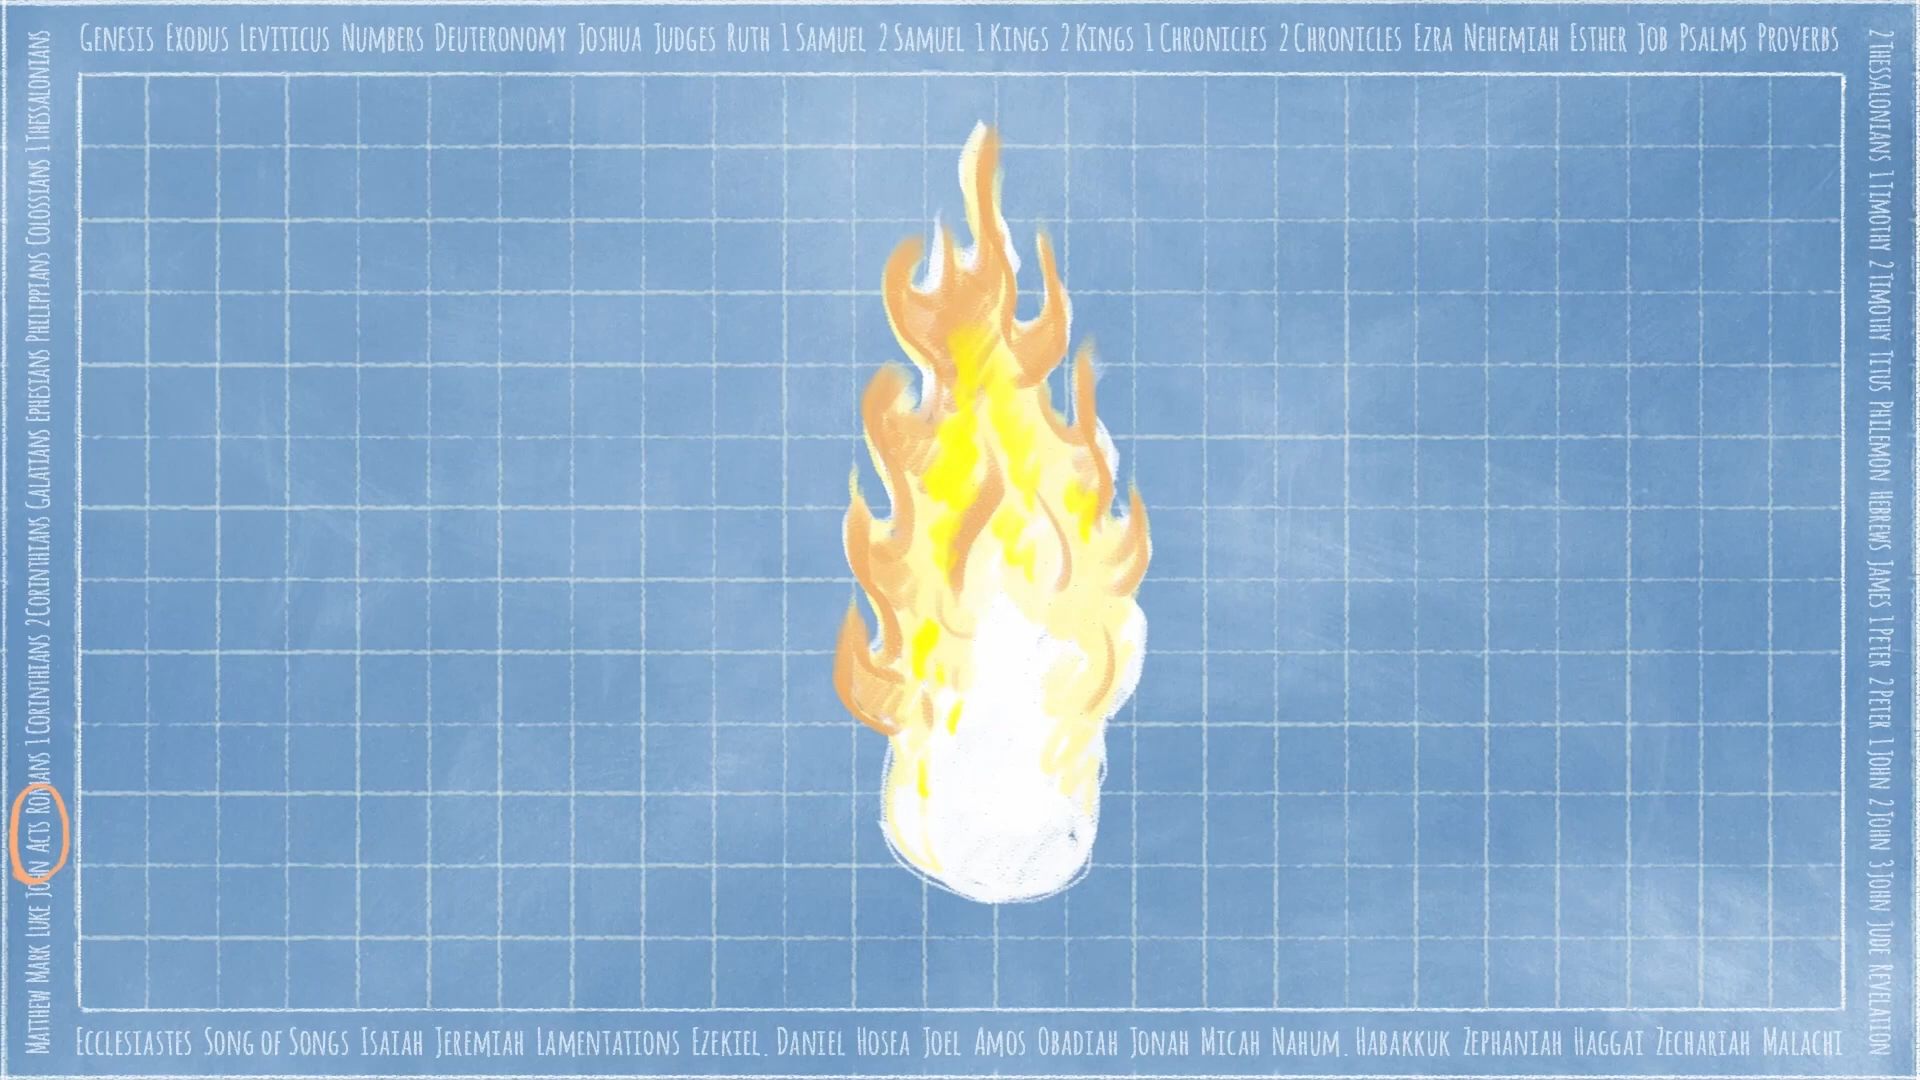 Genesis Exodus Leviticus Numbers Deuteronomy Joshua Judges Ruth 1 Samuel 2 Samuel 1 Kings 2 Kings 1 Chronicles 2 Chronicles Ezra Nehemiah Esther Job Psalms Proverbs
Ecclesiastes Song of Songs Isaiah Jeremiah Lamentations Ezekiel. Daniel Hosea Joel Amos Obadiah Jonah Micah Nahum. Habakkuk Zephaniah Haggai Zechariah Malachi
Matthew Mark Luke John Acts Romans 1 Corinthians 2 Corinthians Galatians Ephesians Philippians Colossians 1 Thessalonians
2 Thessalonians 1 Timothy 2 Timothy Titus Philemon Hebrews James 1 Peter 2 Peter 1 John 2 John 3 John Jude Revelation